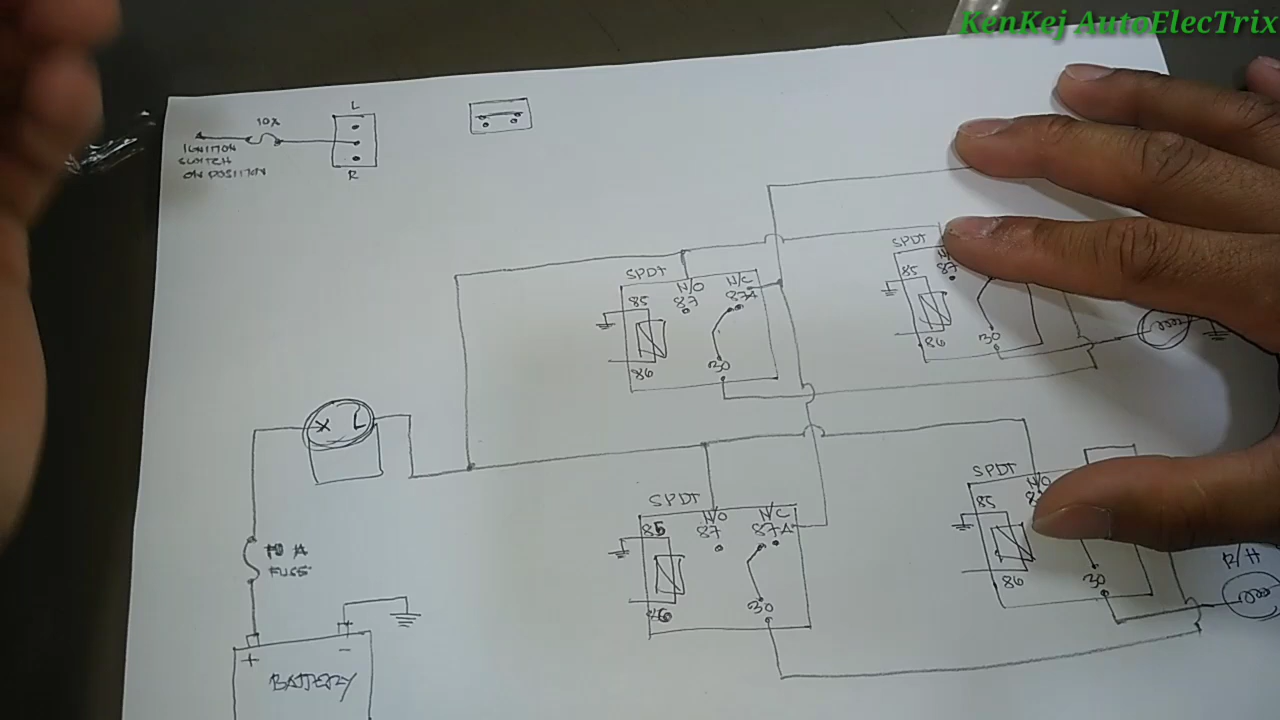 KenKej AutoElecTrix
L
10A
IGNITION
SWITCH
ON POSITION
R
SPDT
N/O
N/C
85
87
87A
86
30
SPDT
85
87
86
30
X L
SPDT
N/O
N/C
85
87
87A
86
30
SPDT
N/O
85
86
30
R/H
10 A
FUSE
+
-
BATTERY